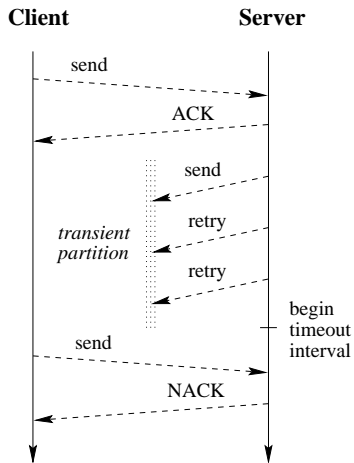 Client Server
send
ACK
send
transient
partition
retry
retry
begin
timeout
interval
send
NACK